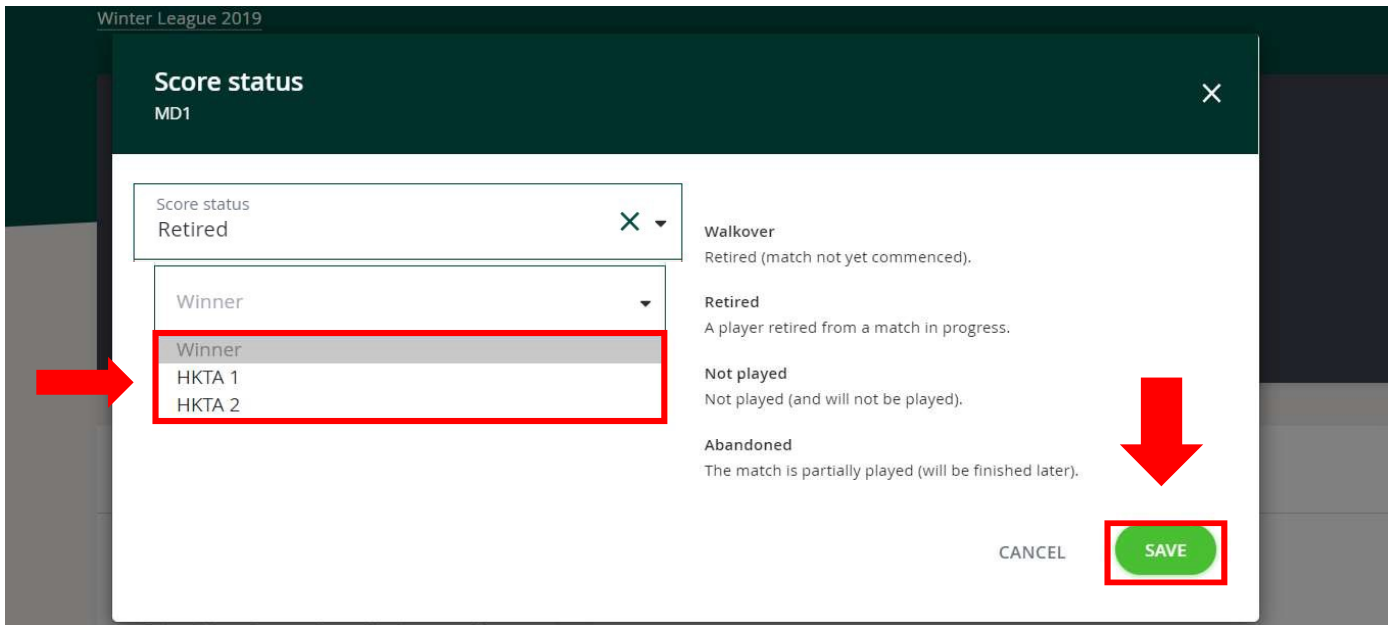 Winter League 2019
Score status
MD1
Score status
Retired
Winner
Winner
HKTA 1
HKTA 2
Walkover
Retired (match not yet commenced).
Retired
A player retired from a match in progress.
Not played
Not played (and will not be played).
Abandoned
The match is partially played (will be finished later).
CANCEL
SAVE